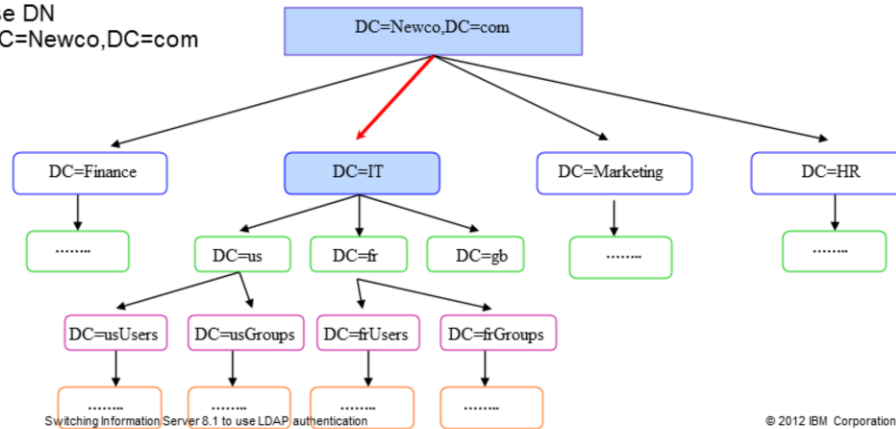 se DN
C=Newco,DC=com
DC=Newco,DC=com
DC=Finance
DC=IT
DC=Marketing
DC=HR
........
DC=us
DC=fr
DC=gb
........
........
DC=usUsers
DC=usGroups
DC=frUsers
DC=frGroups
........
........
........
........
Switching Information Server 8.1 to use LDAP authentication
© 2012 IBM Corporation